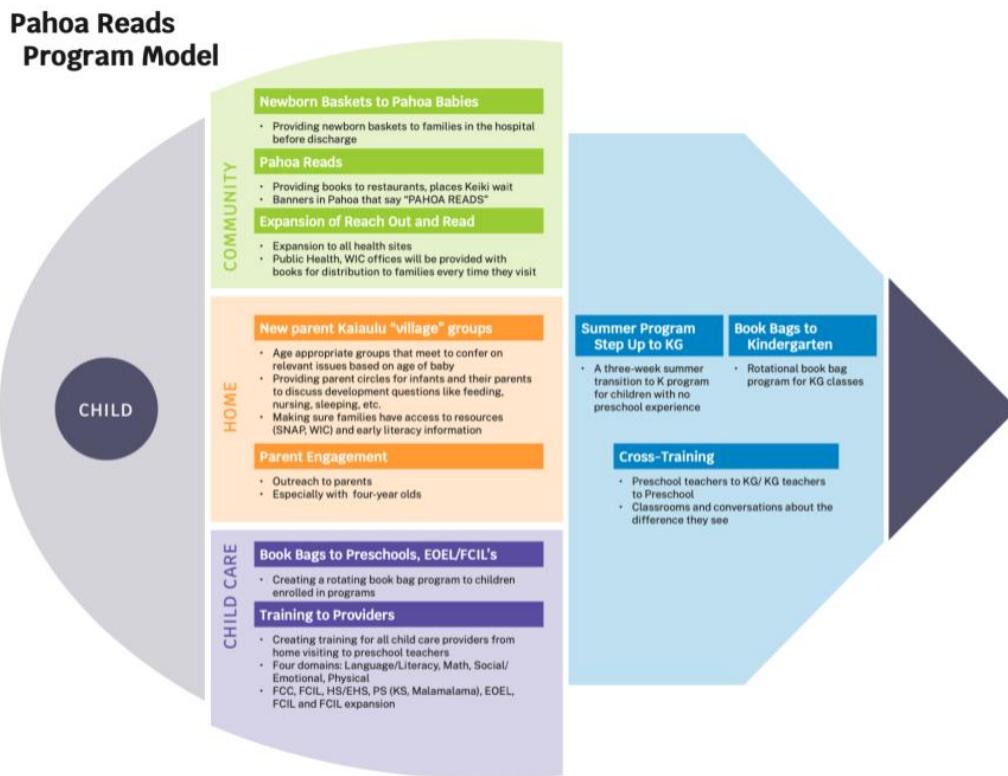 Pahoa Reads
Program Model
CHILD
COMMUNITY
Newborn Baskets to Pahoa Babies
• Providing newborn baskets to families in the hospital
before discharge
Pahoa Reads
• Providing books to restaurants, places Keiki wait
• Banners in Pahoa that say “PAHOA READS”
Expansion of Reach Out and Read
• Expansion to all health sites
• Public Health, WIC offices will be provided with
books for distribution to families every time they visit
HOME
New parent Kaiaulu “village” groups
• Age appropriate groups that meet to confer on
relevant issues based on age of baby
• Providing parent circles for infants and their parents
to discuss development questions like feeding,
nursing, sleeping, etc.
• Making sure families have access to resources
(SNAP, WIC) and early literacy information
Parent Engagement
• Outreach to parents
• Especially with four-year olds
CHILD CARE
Book Bags to Preschools, EOEL/FCIL's
• Creating a rotating book bag program to children
enrolled in programs
Training to Providers
• Creating training for all child care providers from
home visiting to preschool teachers
• Four domains: Language/Literacy, Math, Social/
Emotional, Physical
• FCC, FCIL, HS/EHS, PS (KS, Malamalama), EOEL,
FCIL and FCIL expansion
Summer Program
Step Up to KG
• A three-week summer
transition to K program
for children with no
preschool experience
Book Bags to
Kindergarten
• Rotational book bag
program for KG classes
Cross-Training
• Preschool teachers to KG/ KG teachers
to Preschool
• Classrooms and conversations about the
difference they see